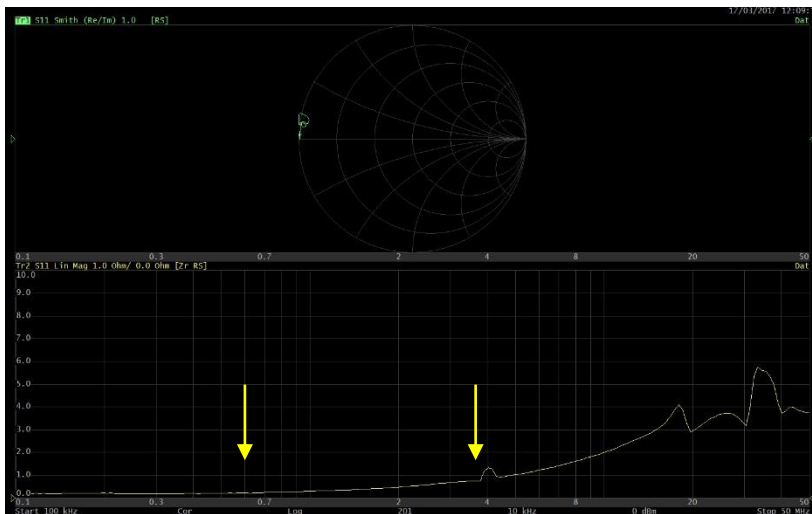 17/03/2017 12:09:
Tr1 S11 Smith (Re/Im) 1.0 [RS] Dat
0.1 0.3 0.7 2 4 8 20 50
Tr2 S11 Lin Mag 1.0 Ohm/ 0.0 Ohm [Zr RS] Dat
10.0
9.0
8.0
7.0
6.0
5.0
4.0
3.0
2.0
1.0
0.0
0.1 0.3 0.7 2 4 8 20 50
Start 100 kHz Cor Log 201 10 kHz 0 dBm Stop 50 MHz